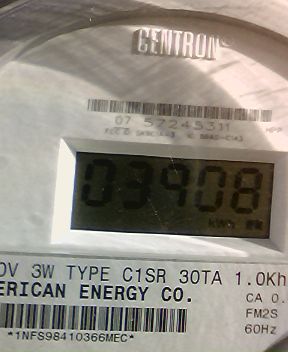 CENTRON®
07 57245311
03908
kWh
0V 3W TYPE C1SR 30TA 1.0Kh
ERICAN ENERGY CO.
CA 0.
FM2S
*1NFS98410366MEC*
60Hz